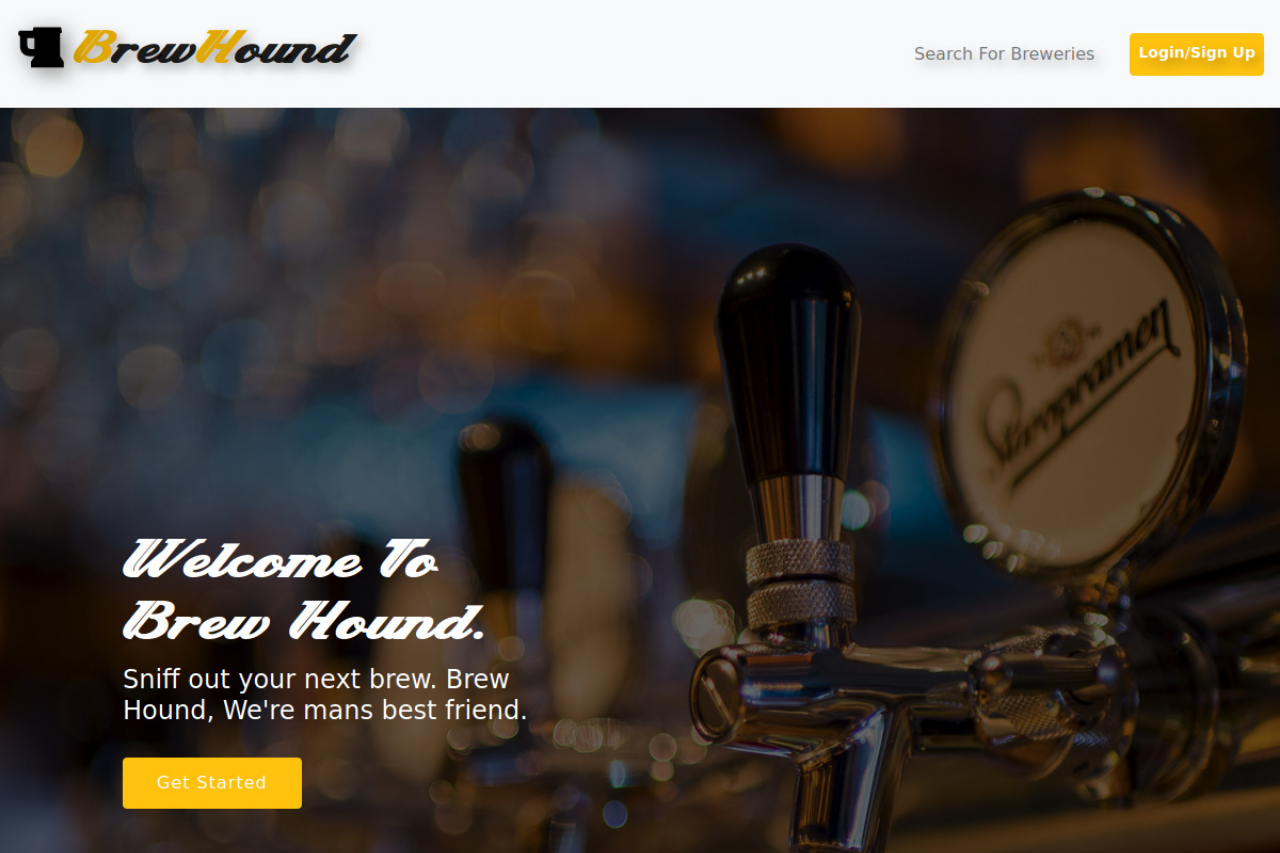 BrewHound
Search For Breweries
Login/Sign Up
Staropramen
Welcome To
Brew Hound.
Sniff out your next brew. Brew
Hound, We're mans best friend.
Get Started